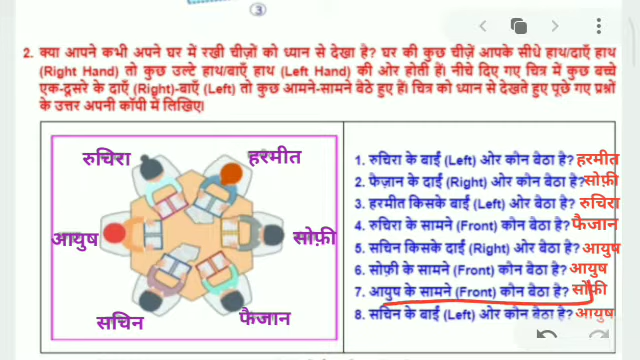 3
2. क्या आपने कभी अपने घर में रखी चीज़ों को ध्यान से देखा है? घर की कुछ चीज़ें आपके सीधे हाथ/दाएँ हाथ
(Right Hand) तो कुछ उल्टे हाथ/बाएँ हाथ (Left Hand) की ओर होती हैं। नीचे दिए गए चित्र में कुछ बच्चे
एक-दूसरे के दाएँ (Right)-बाएँ (Left) तो कुछ आमने-सामने बैठे हुए हैं। चित्र को ध्यान से देखते हुए पूछे गए प्रश्नों
के उत्तर अपनी कॉपी में लिखिए।
रुचिरा
हरमीत
आयुष
सोफ़ी
सचिन
फैजान
1. रुचिरा के बाईं (Left) ओर कौन बैठा है? हरमीत
2. फेज़ान के दाईं (Right) ओर कौन बैठा है? सोफ़ी
3. हरमीत किसके बाईं (Left) ओर बैठा है? रुचिरा
4. रुचिरा के सामने (Front) कौन बैठा है? फैजान
5. सचिन किसके दाईं (Right) ओर बैठा है? आयुष
6. सोफ़ी के सामने (Front) कौन बैठा है? आयुष
7. आयुष के सामने (Front) कौन बैठा है? सोफी
8. सचिन के बाईं (Left) ओर कौन बैठा है? आयुष